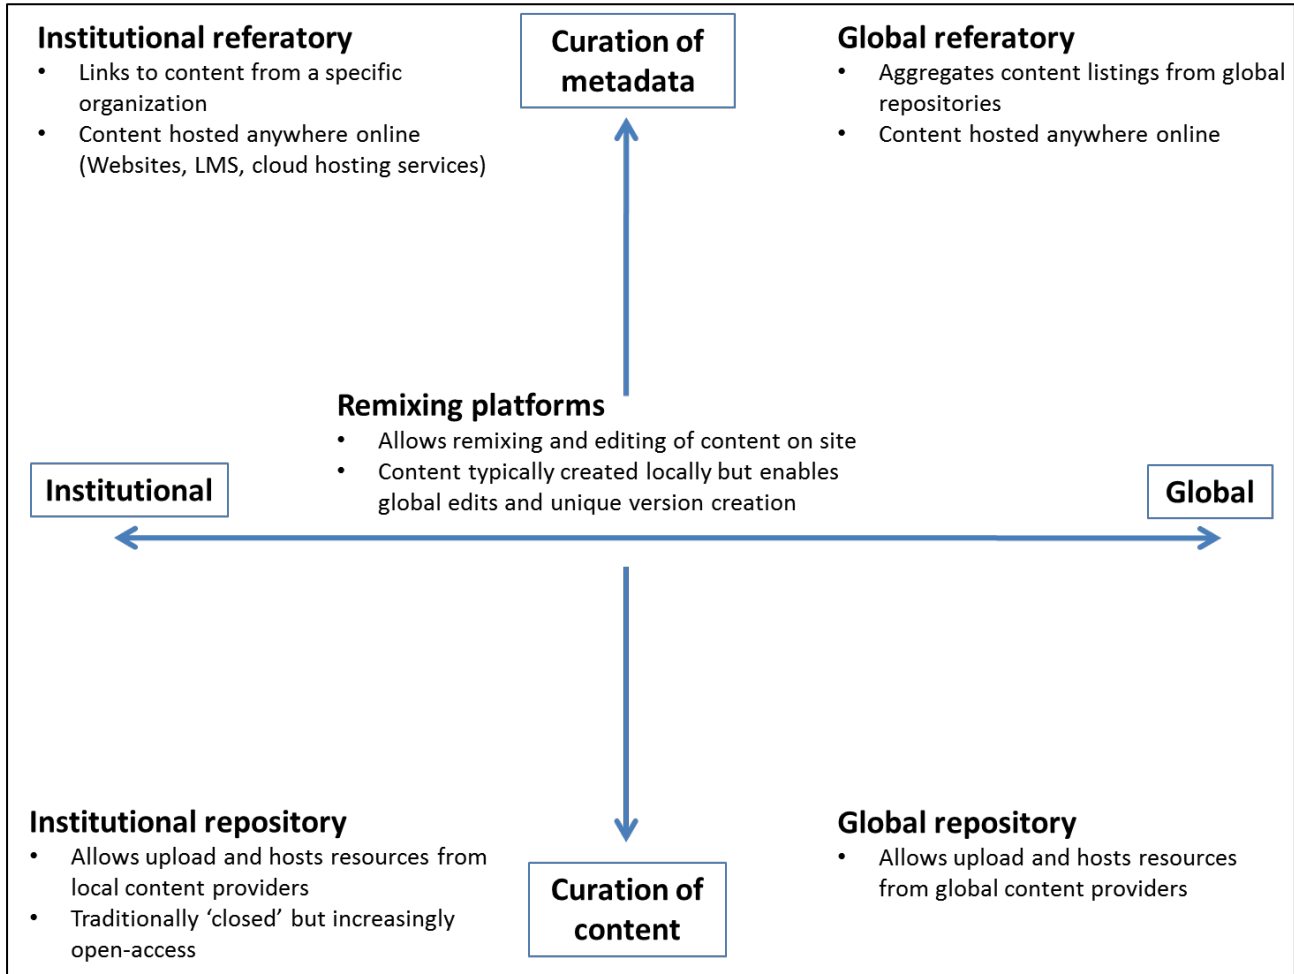 Institutional referatory
• Links to content from a specific
organization
• Content hosted anywhere online
(Websites, LMS, cloud hosting services)
Curation of
metadata
Global referatory
• Aggregates content listings from global
repositories
• Content hosted anywhere online
Remixing platforms
• Allows remixing and editing of content on site
• Content typically created locally but enables
global edits and unique version creation
Institutional
Global
Institutional repository
• Allows upload and hosts resources from
local content providers
• Traditionally ‘closed’ but increasingly
open-access
Curation of
content
Global repository
• Allows upload and hosts resources
from global content providers